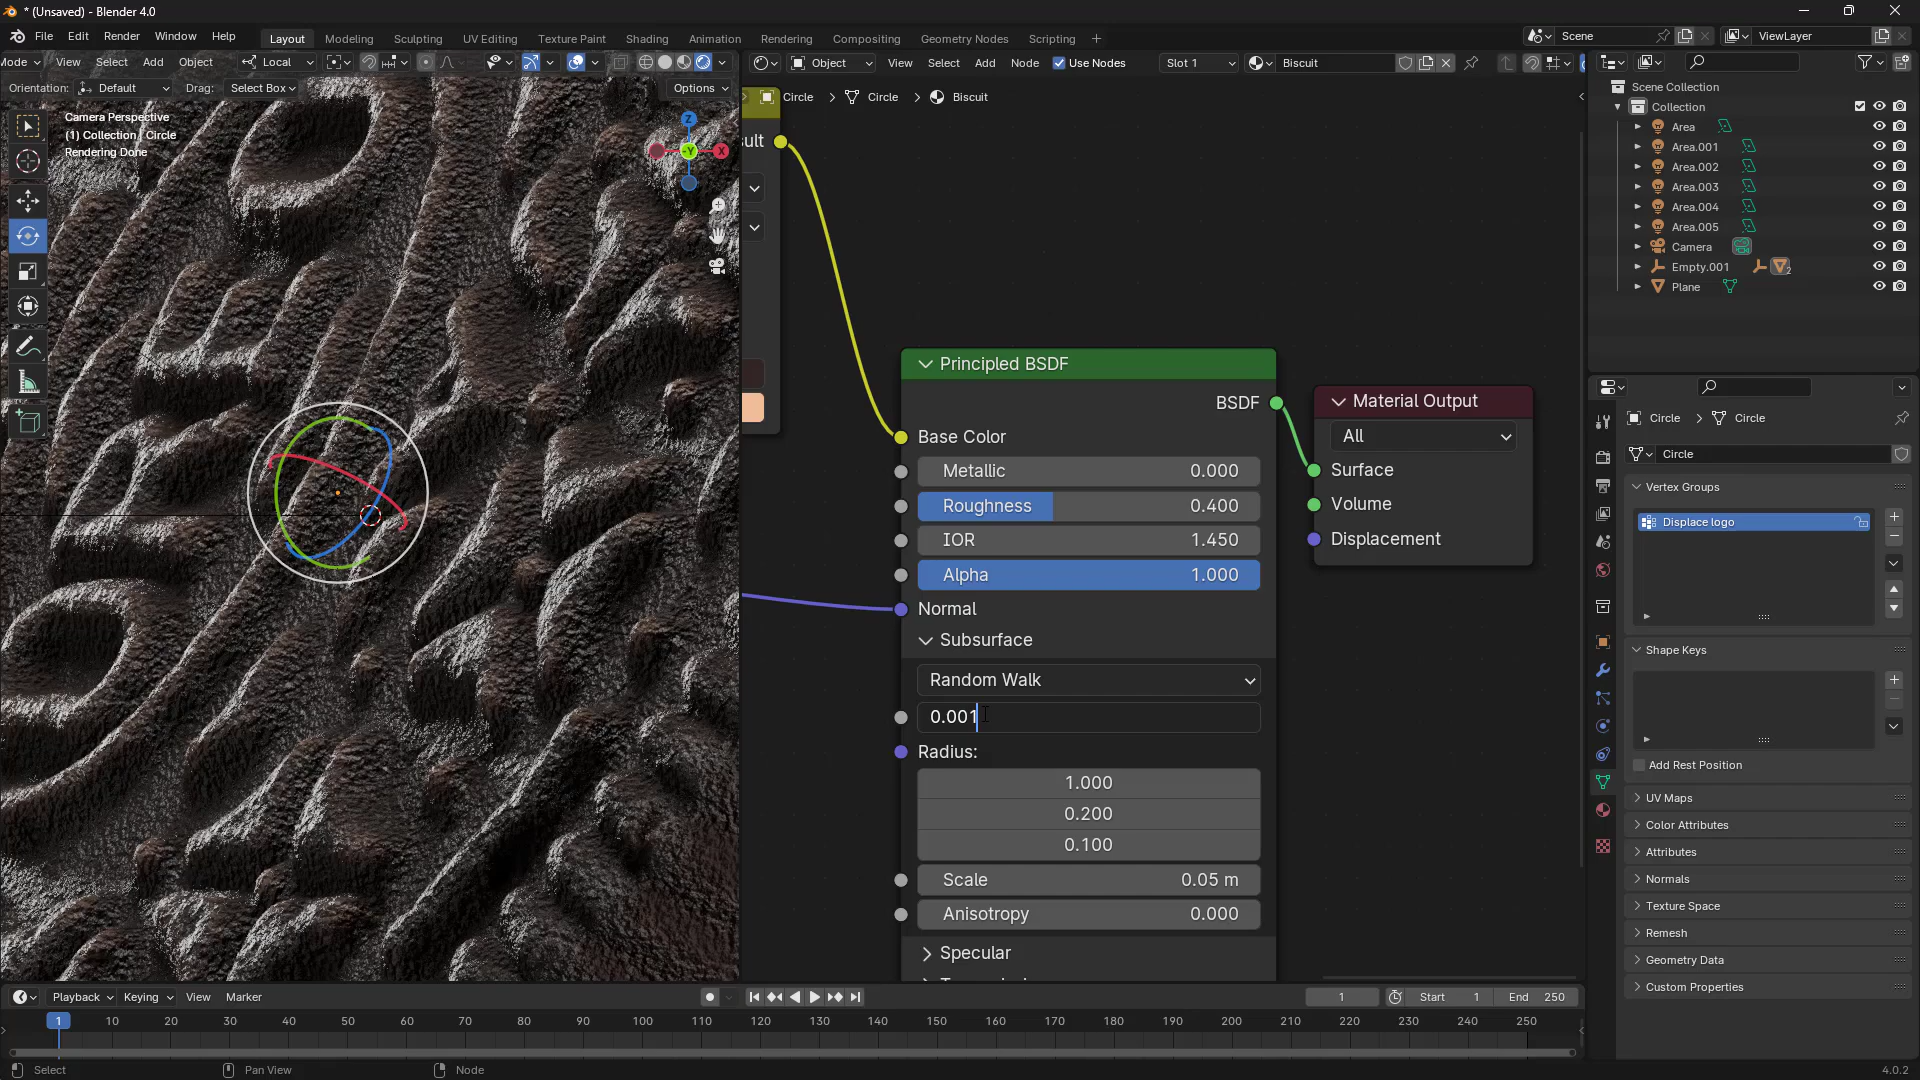 * (Unsaved) - Blender 4.0
File Edit Render Window Help
Layout Modeling Sculpting UV Editing Texture Paint Shading Animation Rendering Compositing Geometry Nodes Scripting +
Scene ViewLayer
View Select Add Object Local
Object View Select Add Node Use Nodes Slot 1 Biscuit
Orientation: Default Drag: Select Box Options
Camera Perspective
(1) Collection | Circle
Rendering Done
Z
X
Circle > Circle > Biscuit
Principled BSDF
BSDF
Base Color
Metallic 0.000
Roughness 0.400
IOR 1.450
Alpha 1.000
Normal
Subsurface
Random Walk
0.001
Radius:
1.000
0.200
0.100
Scale 0.05 m
Anisotropy 0.000
Specular
Material Output
All
Surface
Volume
Displacement
Scene Collection
Collection
Area
Area.001
Area.002
Area.003
Area.004
Area.005
Camera
Empty.001 2
Plane
Circle > Circle
Circle
Vertex Groups
Displace logo
Shape Keys
Add Rest Position
UV Maps
Color Attributes
Attributes
Normals
Texture Space
Remesh
Geometry Data
Custom Properties
Playback Keying View Marker
1 Start 1 End 250
1 10 20 30 40 50 60 70 80 90 100 110 120 130 140 150 160 170 180 190 200 210 220 230 240 250
Select Pan View Node 4.0.2